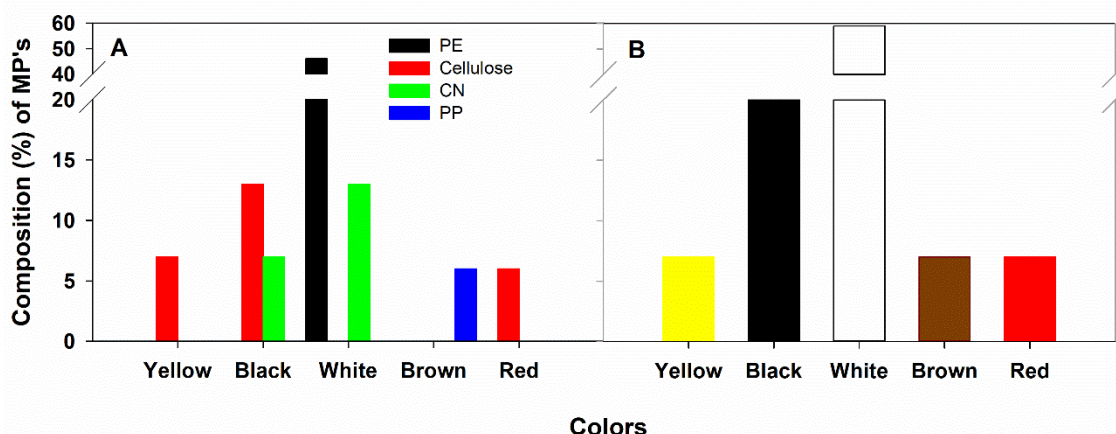 Composition (%) of MP's
60
50
40
20
15
10
5
0
A
PE
Cellulose
CN
PP
B
Yellow Black White Brown Red
Yellow Black White Brown Red
Colors